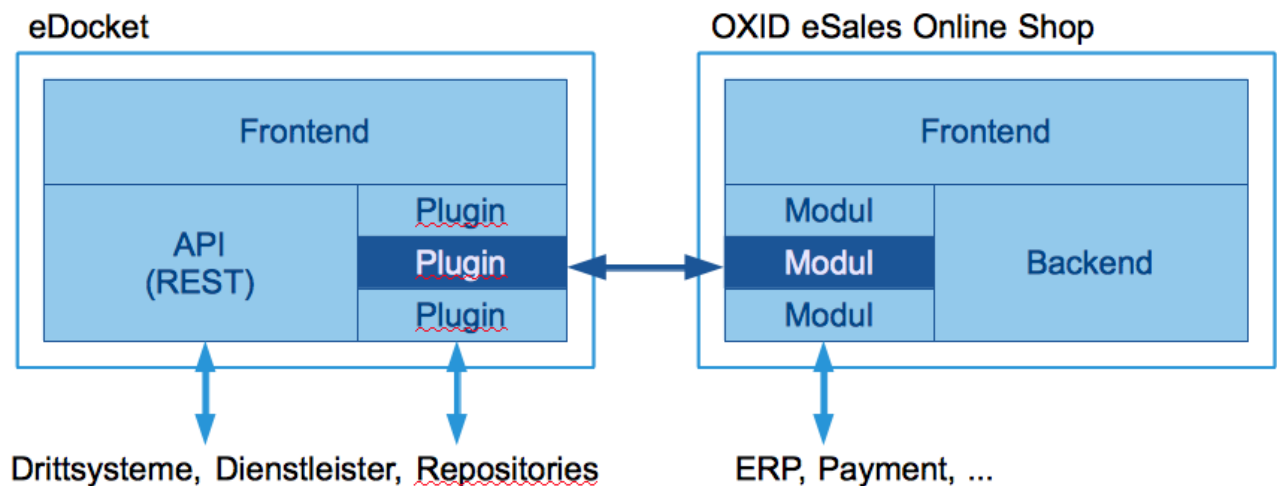 eDocket
Frontend
API
(REST)
Plugin
Plugin
Plugin
Drittsysteme, Dienstleister, Repositories
OXID eSales Online Shop
Frontend
Modul
Modul
Modul
Backend
ERP, Payment, ...